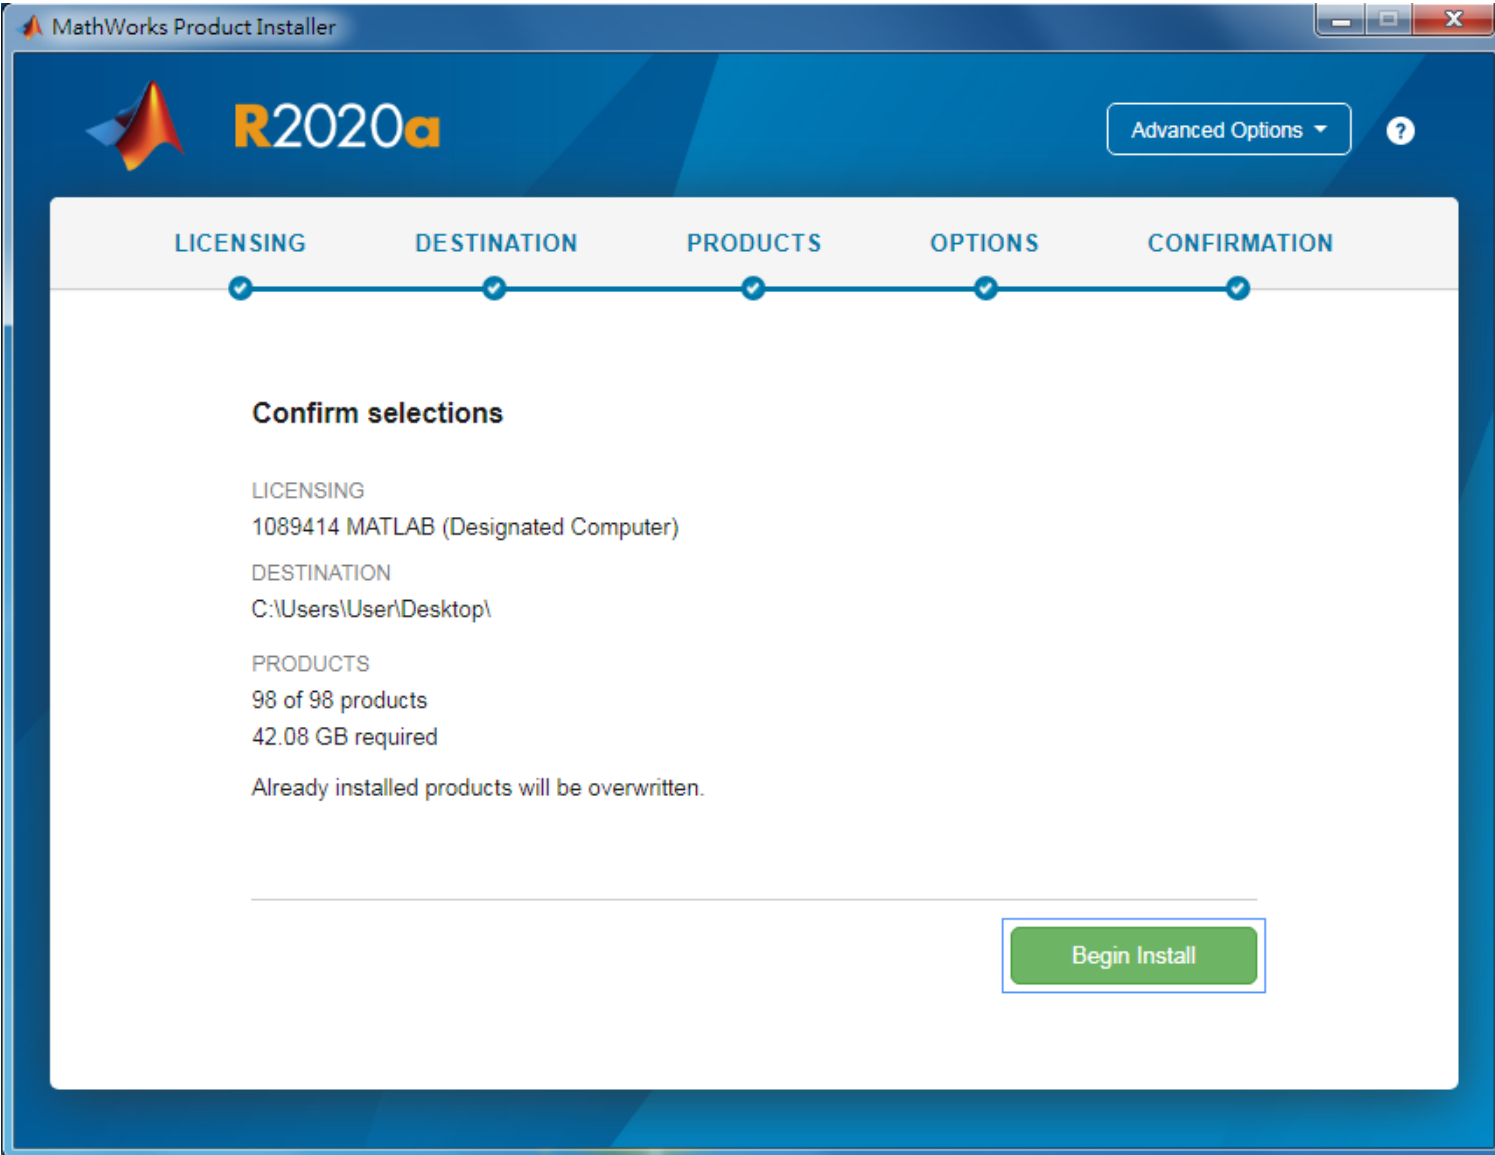 MathWorks Product Installer
R2020a
Advanced Options
?
LICENSING
DESTINATION
PRODUCTS
OPTIONS
CONFIRMATION
Confirm selections
LICENSING
1089414 MATLAB (Designated Computer)
DESTINATION
C:\Users\User\Desktop\
PRODUCTS
98 of 98 products
42.08 GB required
Already installed products will be overwritten.
Begin Install